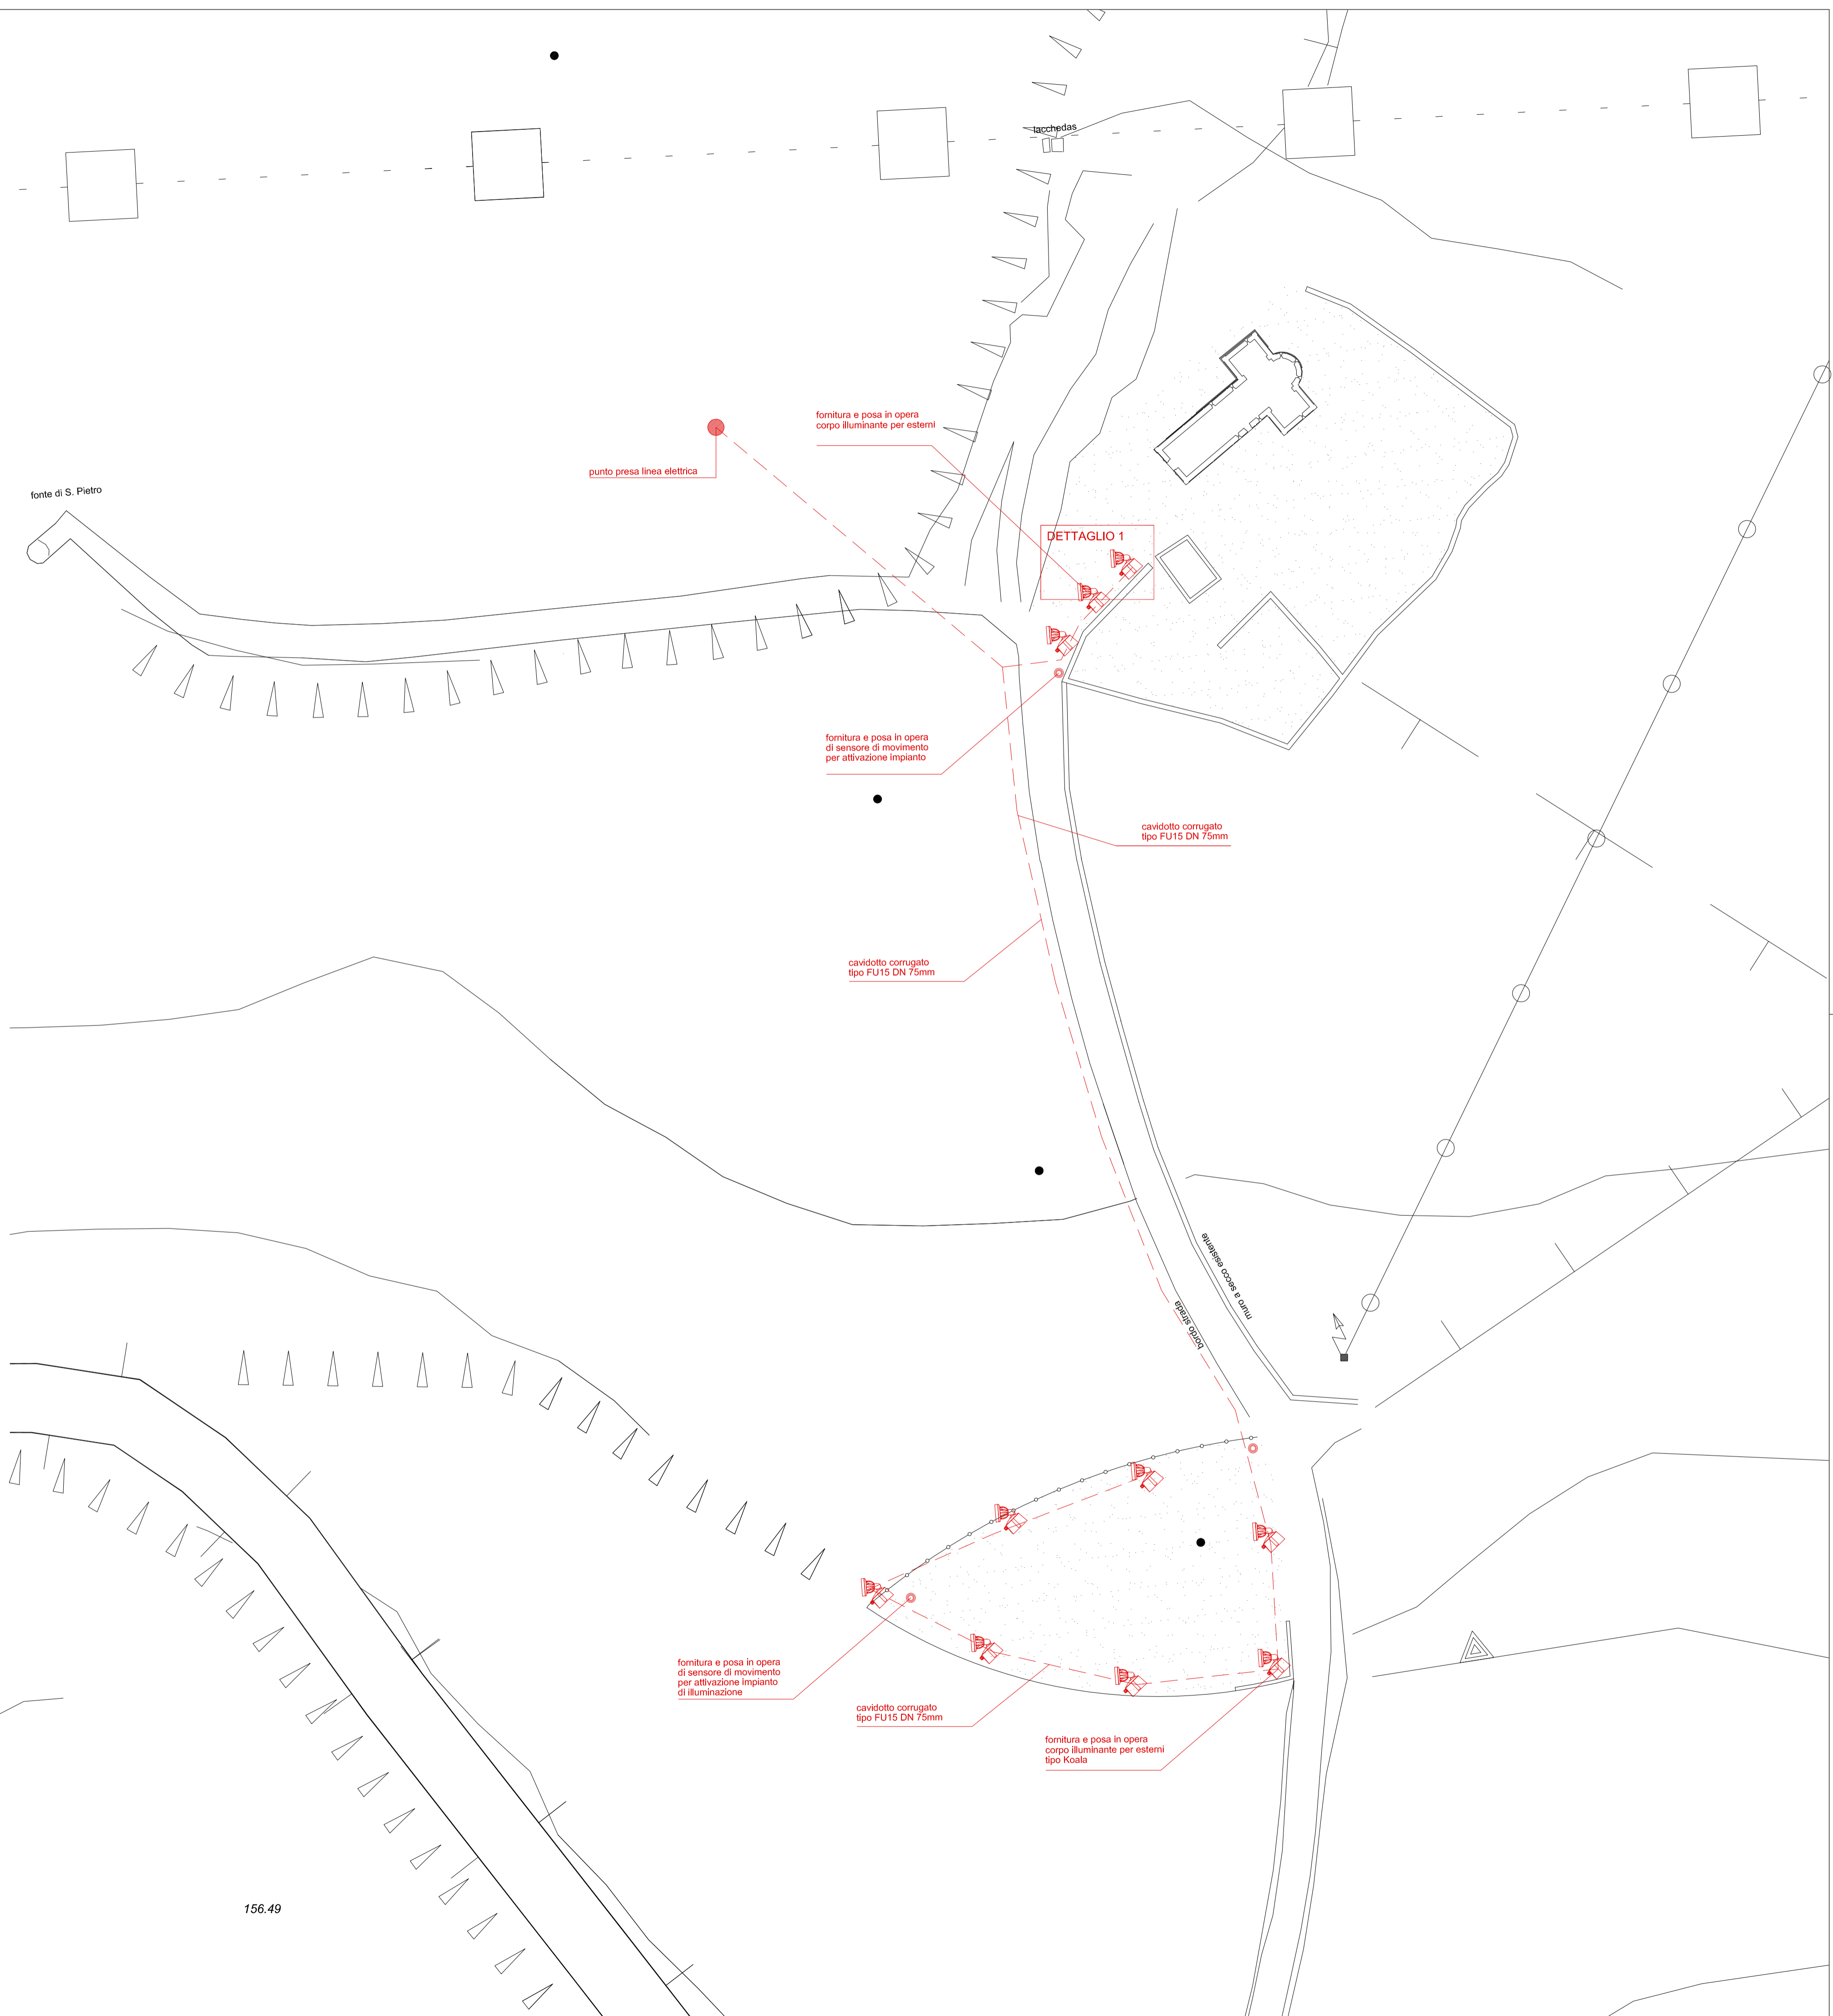 lacchedas
fornitura e posa in opera
corpo illuminante per esterni
punto presa linea elettrica
fonte di S. Pietro
DETTAGLIO 1
fornitura e posa in opera
di sensore di movimento
per attivazione impianto
cavidotto corrugato
tipo FU15 DN 75mm
cavidotto corrugato
tipo FU15 DN 75mm
muro a secco esistente
bordo strada
fornitura e posa in opera
di sensore di movimento
per attivazione impianto
di illuminazione
cavidotto corrugato
tipo FU15 DN 75mm
fornitura e posa in opera
corpo illuminante per esterni
tipo Koala
156.49